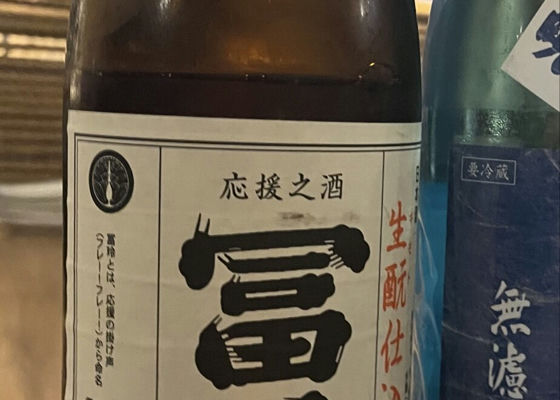 応援之酒
冨
生酛仕込
冨玲とは、応援の掛け声
(フレー!フレー!)から命名
要冷蔵
無濾